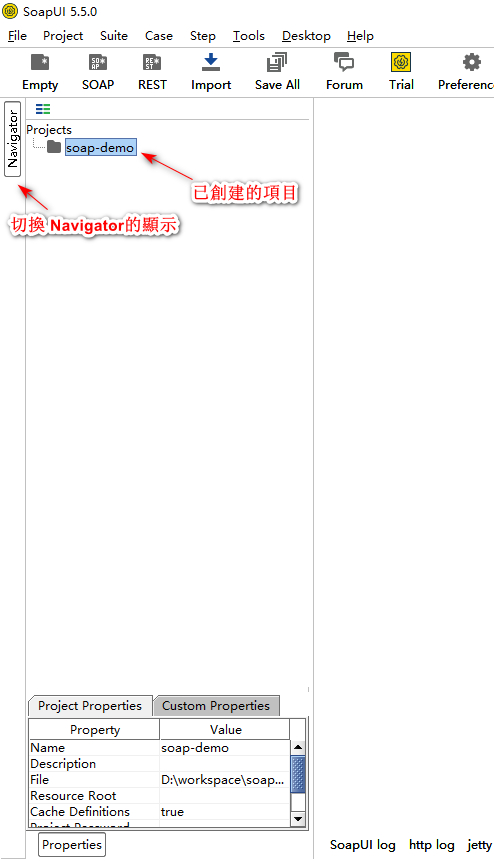 SoapUI 5.5.0
File Project Suite Case Step Tools Desktop Help
Empty SOAP REST Import Save All Forum Trial Preferenc
Navigator
Projects
soap-demo
已創建的項目
切換 Navigator的顯示
Project Properties Custom Properties
Property Value
Name soap-demo
Description
File D:\workspace\soap...
Resource Root
Cache Definitions true
Project Password
Properties
SoapUI log http log jetty